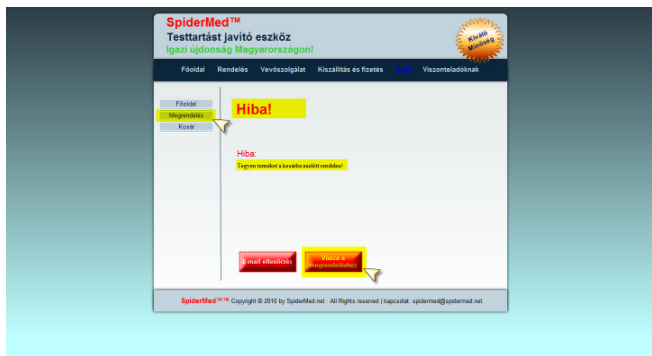 SpiderMed™
Testtartást javító eszköz
Igazi újdonság Magyarországon!
Kiváló
Minőség
Főoldal Rendelés Vevőszolgálat Kiszállítás és fizetés Viszonteladóknak
Főoldal
Megrendelés
Kosár
Hiba!
Hiba:
Tegyen terméket a kosárba mielőtt rendelne!
E-mail ellenőrzés
Vissza a
megrendeléshez
SpiderMed™™ Copyright © 2010 by SpiderMed.net · All Rights reserved | kapcsolat: spidermed@spidermed.net